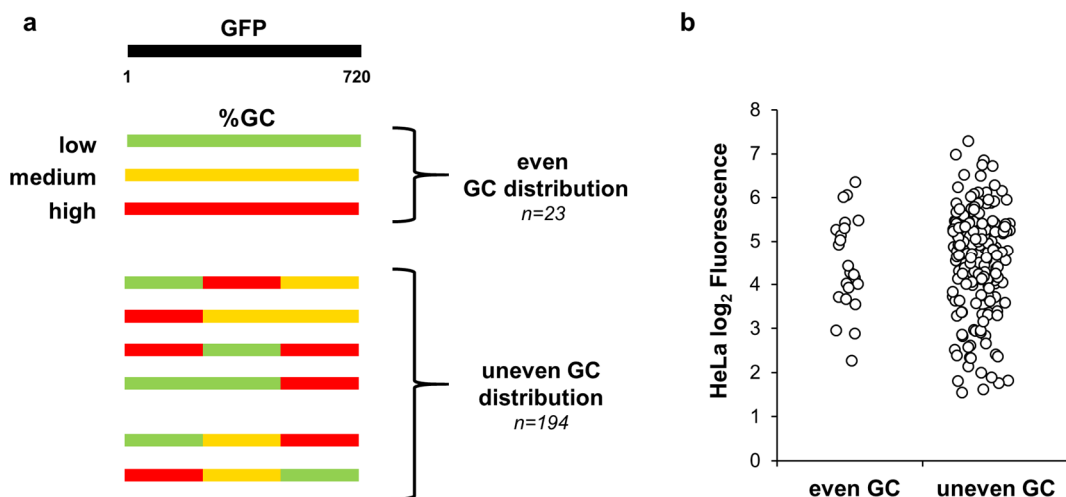 a
GFP
1 720
%GC
low
medium
high
even
GC distribution
n=23
uneven GC
distribution
n=194
b
HeLa log2 Fluorescence
8
7
6
5
4
3
2
1
0
even GC uneven GC